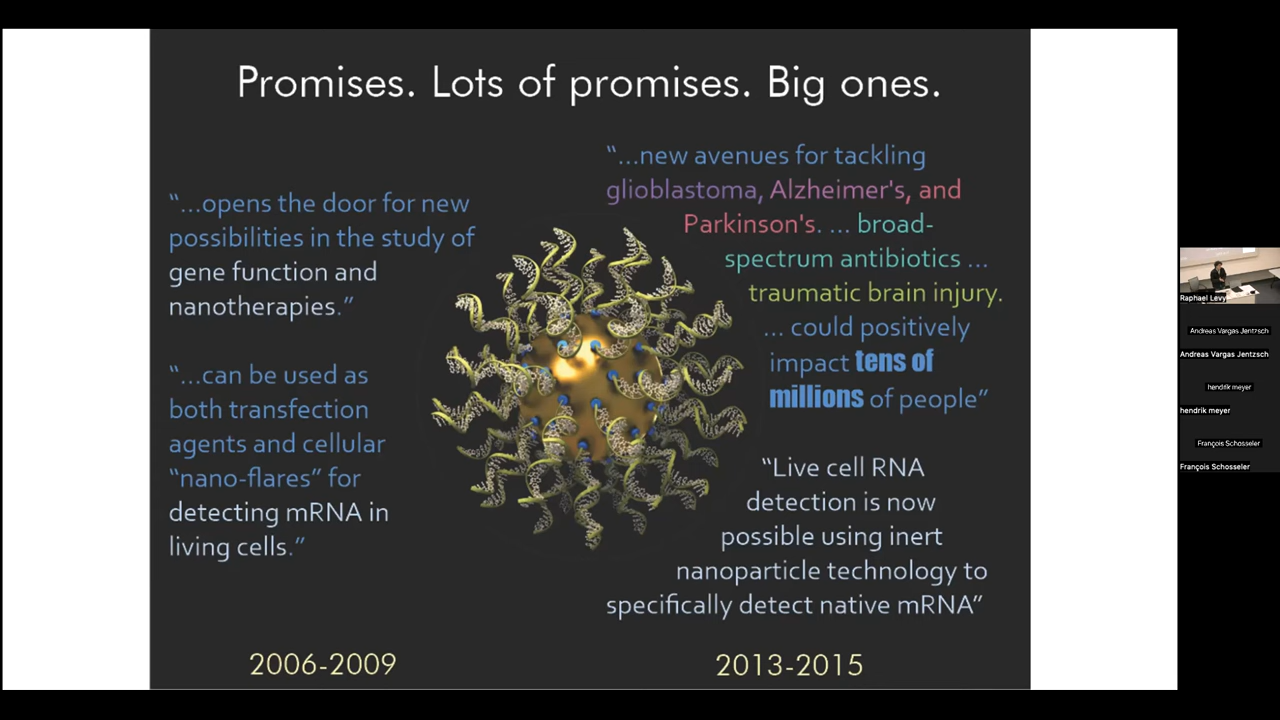 Promises. Lots of promises. Big ones.
“...opens the door for new
possibilities in the study of
gene function and
nanotherapies.”
“...can be used as
both transfection
agents and cellular
“nano-flares” for
detecting mRNA in
living cells.”
2006-2009
“...new avenues for tackling
glioblastoma, Alzheimer's, and
Parkinson's. ... broad-
spectrum antibiotics ...
traumatic brain injury.
... could positively
impact tens of
millions of people”
“Live cell RNA
detection is now
possible using inert
nanoparticle technology to
specifically detect native mRNA”
2013-2015
Raphael Levy
Andreas Vargas Jentzsch
Andreas Vargas Jentzsch
hendrik meyer
hendrik meyer
François Schosseler
François Schosseler